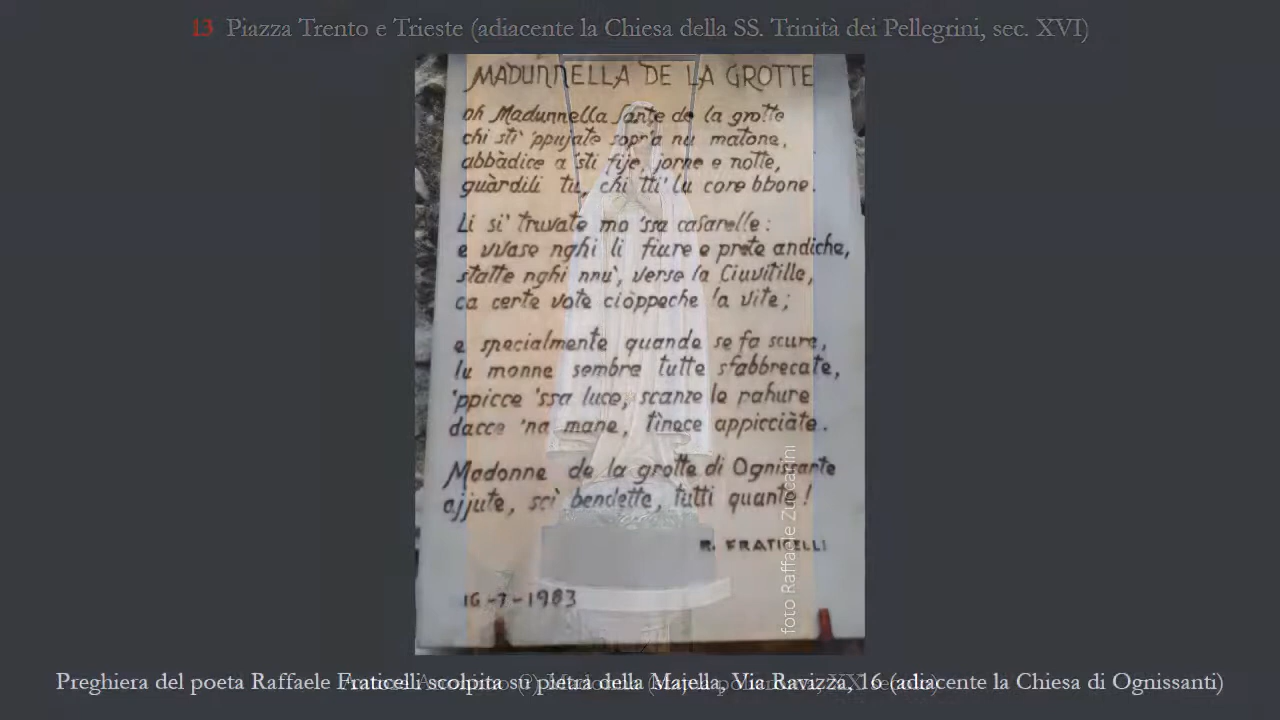 13 Piazza Trento e Trieste (adiacente la Chiesa della SS. Trinità dei Pellegrini, sec. XVI)
MADUNNELLA DE LA GROTTE
oh Madunnella Sante de la grotte
chi sti 'ppujate sopr'a nu matone,
abbàdice a 'sti fije, jorne e notte,
guàrdili tu, chi tti' lu core bbone.
Li si' truvate mo 'ssa casarelle:
e vivase nghi li fiure e prete andiche,
statte nghi nnu', verse la Ciuvitille,
ca certe vote cioppeche la vite;
e specialmente quande se fa scure,
lu monne sembre tutte sfabbrecate,
'ppicce 'ssa luce, scanze le pahure
dacce 'na mane, tìnece appicciàte.
Madonne de la grotte di Ognissante
ajjute, sci bendette, tutti quante!
R. FRATICELLI
16-7-1983
foto Raffaele Zuccarini
Preghiera del poeta Raffaele Fraticelli scolpita su pietra della Majella, Via Ravizza, 16 (adiacente la Chiesa di Ognissanti)